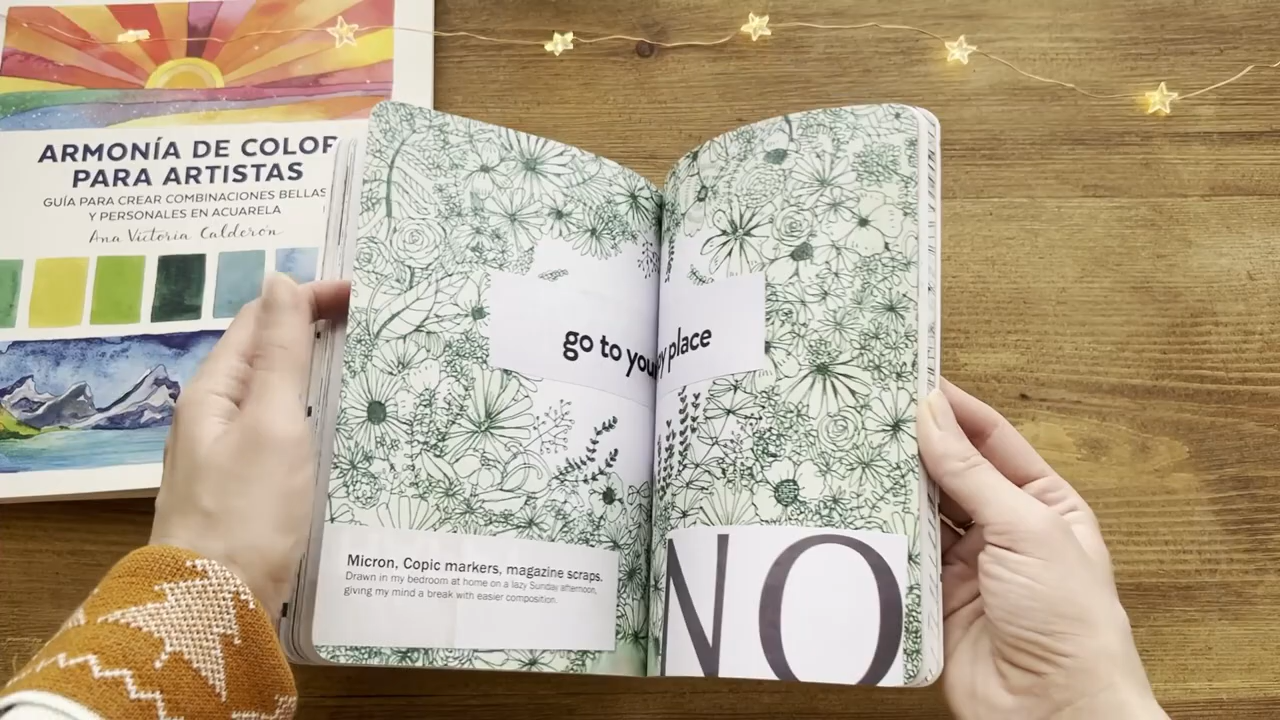 ARMONÍA DE COLOR
PARA ARTISTAS
GUÍA PARA CREAR COMBINACIONES BELLAS
Y PERSONALES EN ACUARELA
Ana Victoria Calderón
go to your py place
Micron, Copic markers, magazine scraps.
Drawn in my bedroom at home on a lazy Sunday afternoon,
giving my mind a break with easier composition.
NO